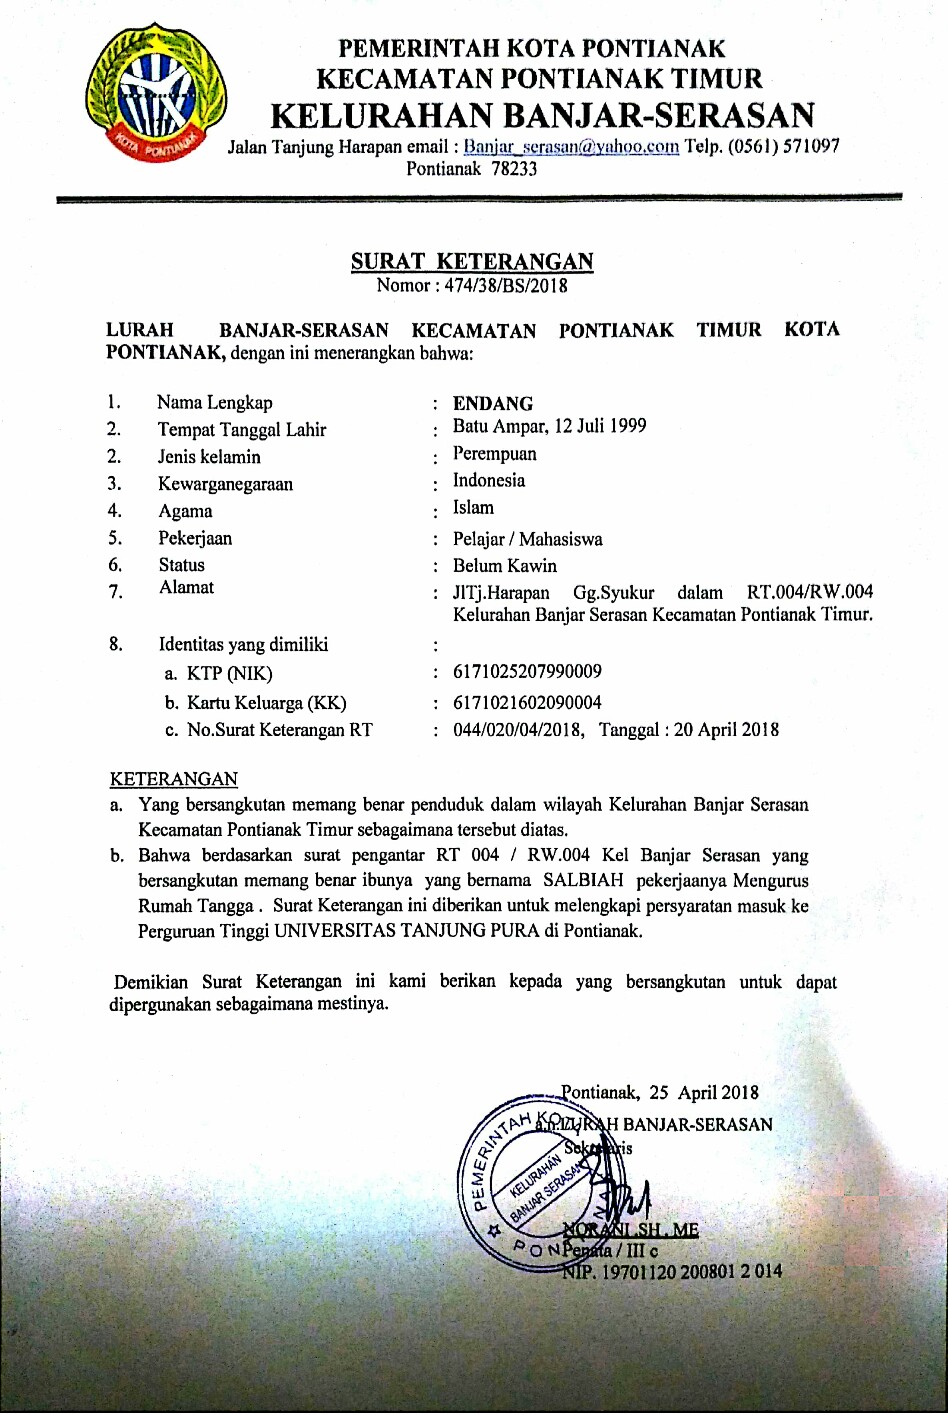 PEMERINTAH KOTA PONTIANAK
KECAMATAN PONTIANAK TIMUR
KELURAHAN BANJAR-SERASAN
Jalan Tanjung Harapan email : Banjar_serasan@yahoo.com Telp. (0561) 571097
Pontianak 78233
KOTA PONTIANAK
SURAT KETERANGAN
Nomor : 474/38/BS/2018
LURAH BANJAR-SERASAN KECAMATAN PONTIANAK TIMUR KOTA
PONTIANAK, dengan ini menerangkan bahwa:
1. Nama Lengkap : ENDANG
2. Tempat Tanggal Lahir : Batu Ampar, 12 Juli 1999
2. Jenis kelamin : Perempuan
3. Kewarganegaraan : Indonesia
4. Agama : Islam
5. Pekerjaan : Pelajar / Mahasiswa
6. Status : Belum Kawin
7. Alamat : JlTj.Harapan Gg.Syukur dalam RT.004/RW.004
Kelurahan Banjar Serasan Kecamatan Pontianak Timur.
8. Identitas yang dimiliki :
a. KTP (NIK) : 6171025207990009
b. Kartu Keluarga (KK) : 6171021602090004
c. No.Surat Keterangan RT : 044/020/04/2018, Tanggal : 20 April 2018
KETERANGAN
a. Yang bersangkutan memang benar penduduk dalam wilayah Kelurahan Banjar Serasan
Kecamatan Pontianak Timur sebagaimana tersebut diatas.
b. Bahwa berdasarkan surat pengantar RT 004 / RW.004 Kel Banjar Serasan yang
bersangkutan memang benar ibunya yang bernama SALBIAH pekerjaanya Mengurus
Rumah Tangga . Surat Keterangan ini diberikan untuk melengkapi persyaratan masuk ke
Perguruan Tinggi UNIVERSITAS TANJUNG PURA di Pontianak.
Demikian Surat Keterangan ini kami berikan kepada yang bersangkutan untuk dapat
dipergunakan sebagaimana mestinya.
Pontianak, 25 April 2018
a.n.LURAH BANJAR-SERASAN
Sekretaris
PEMERINTAH KOTA PONTIANAK
KELURAHAN
BANJAR SERASAN
NORANI.SH . ME
Penata / III c
NIP. 19701120 200801 2 014